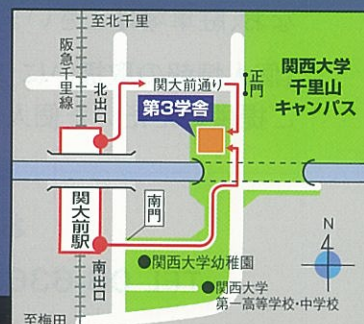 至北千里
阪急千里線
北出口
関大前通り
正門
関西大学
千里山
キャンパス
第3学舎
関大前駅
南門
南出口
N
関西大学幼稚園
関西大学
第一高等学校・中学校
至梅田